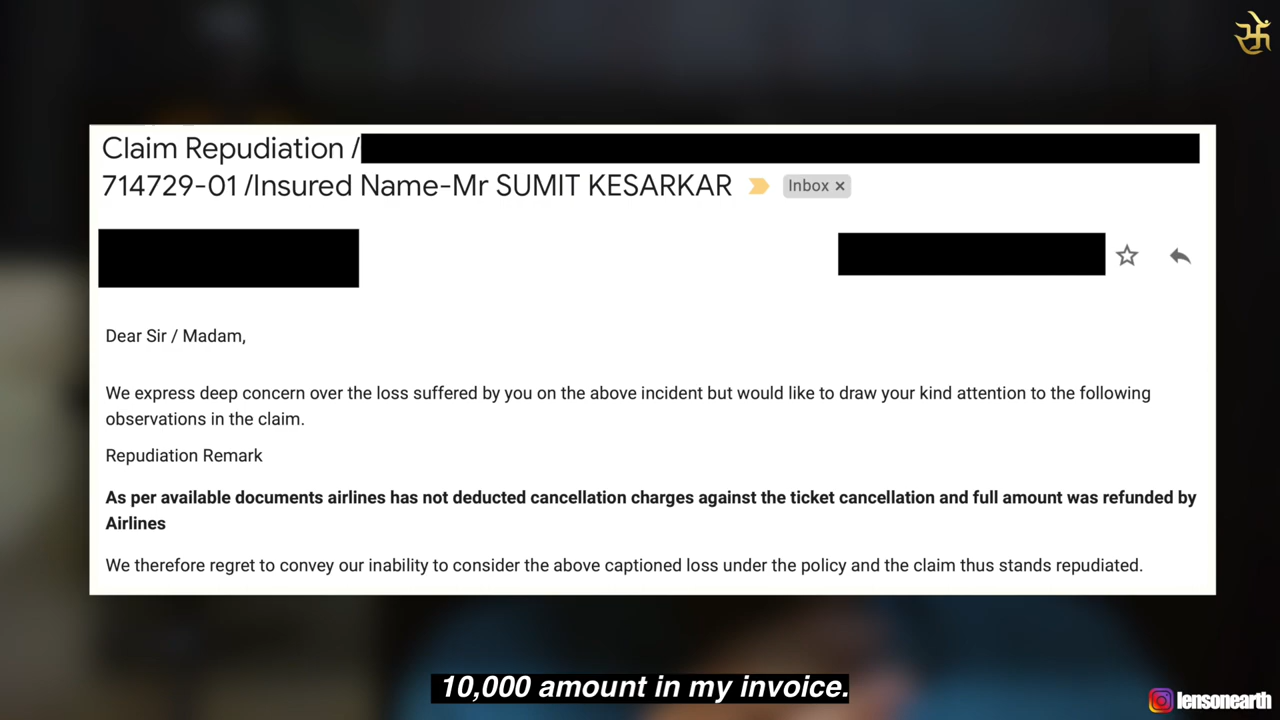 Claim Repudiation /
714729-01 /Insured Name-Mr SUMIT KESARKAR Inbox ×
Dear Sir / Madam,
We express deep concern over the loss suffered by you on the above incident but would like to draw your kind attention to the following
observations in the claim.
Repudiation Remark
As per available documents airlines has not deducted cancellation charges against the ticket cancellation and full amount was refunded by
Airlines
We therefore regret to convey our inability to consider the above captioned loss under the policy and the claim thus stands repudiated.
10,000 amount in my invoice.
lensonearth